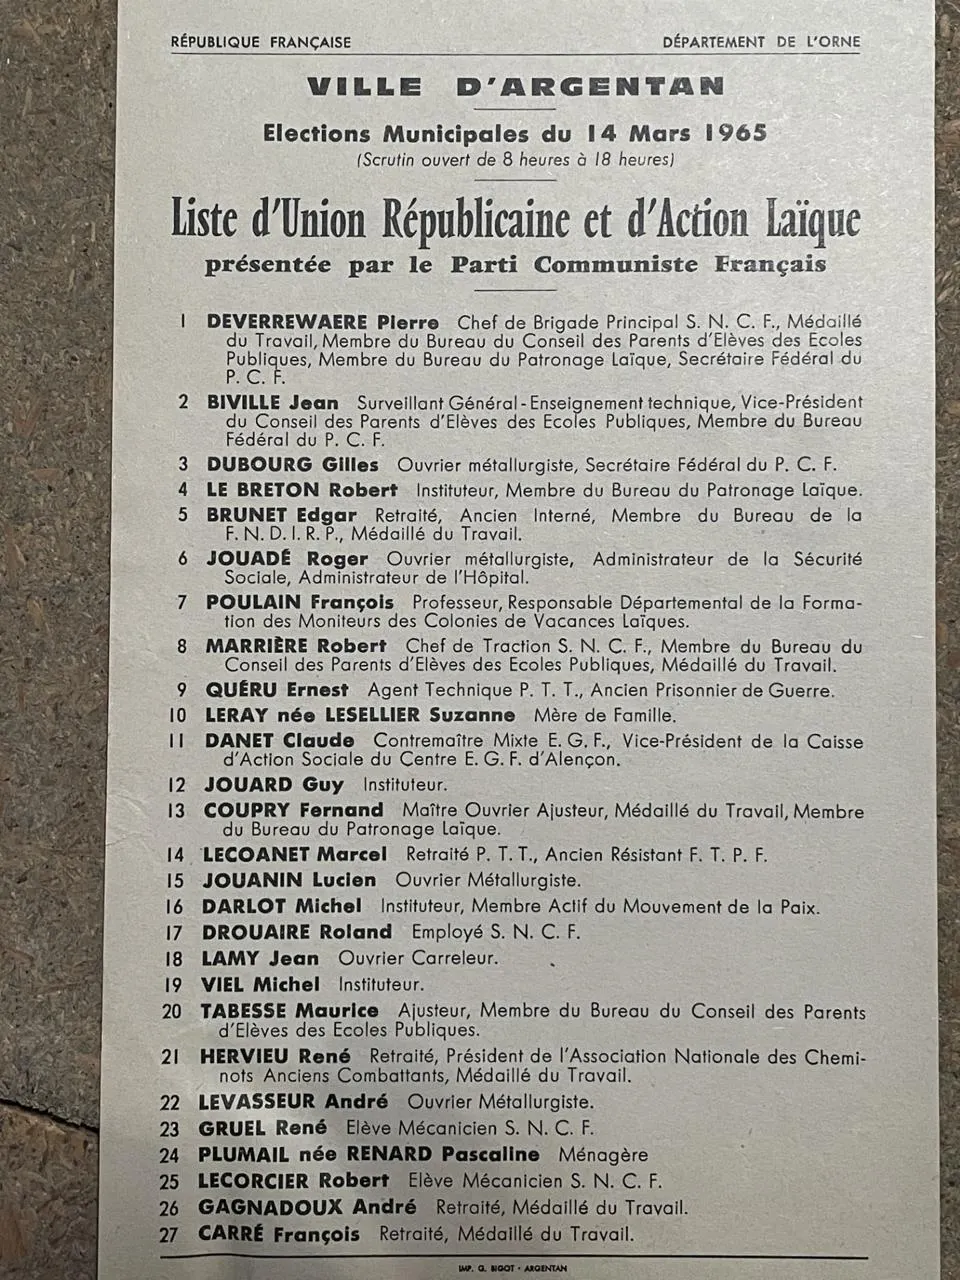 RÉPUBLIQUE FRANÇAISE DÉPARTEMENT DE L'ORNE
VILLE D'ARGENTAN
Elections Municipales du 14 Mars 1965
(Scrutin ouvert de 8 heures à 18 heures)
Liste d'Union Républicaine et d'Action Laïque
présentée par le Parti Communiste Français
1 DEVERREWAERE Pierre Chef de Brigade Principal S. N. C. F., Médaillé
du Travail, Membre du Bureau du Conseil des Parents d'Elèves des Ecoles
Publiques, Membre du Bureau du Patronage Laïque, Secrétaire Fédéral du
P. C. F.
2 BIVILLE Jean Surveillant Général - Enseignement technique, Vice-Président
du Conseil des Parents d'Elèves des Ecoles Publiques, Membre du Bureau
Fédéral du P. C. F.
3 DUBOURG Gilles Ouvrier métallurgiste, Secrétaire Fédéral du P. C. F.
4 LE BRETON Robert Instituteur, Membre du Bureau du Patronage Laïque.
5 BRUNET Edgar Retraité, Ancien Interné, Membre du Bureau de la
F. N. D. I. R. P., Médaillé du Travail.
6 JOUADÉ Roger Ouvrier métallurgiste, Administrateur de la Sécurité
Sociale, Administrateur de l'Hôpital.
7 POULAIN François Professeur, Responsable Départemental de la Forma-
tion des Moniteurs des Colonies de Vacances Laïques.
8 MARRIÈRE Robert Chef de Traction S. N. C. F., Membre du Bureau du
Conseil des Parents d'Elèves des Ecoles Publiques, Médaillé du Travail.
9 QUÉRU Ernest Agent Technique P. T. T., Ancien Prisonnier de Guerre.
10 LERAY née LESELLIER Suzanne Mère de Famille.
11 DANET Claude Contremaître Mixte E. G. F., Vice-Président de la Caisse
d'Action Sociale du Centre E. G. F. d'Alençon.
12 JOUARD Guy Instituteur.
13 COUPRY Fernand Maître Ouvrier Ajusteur, Médaillé du Travail, Membre
du Bureau du Patronage Laïque.
14 LECOANET Marcel Retraité P. T. T., Ancien Résistant F. T. P. F.
15 JOUANIN Lucien Ouvrier Métallurgiste.
16 DARLOT Michel Instituteur, Membre Actif du Mouvement de la Paix.
17 DROUAIRE Roland Employé S. N. C. F.
18 LAMY Jean Ouvrier Carreleur.
19 VIEL Michel Instituteur.
20 TABESSE Maurice Ajusteur, Membre du Bureau du Conseil des Parents
d'Elèves des Ecoles Publiques.
21 HERVIEU René Retraité, Président de l'Association Nationale des Chemi-
nots Anciens Combattants, Médaillé du Travail.
22 LEVASSEUR André Ouvrier Métallurgiste.
23 GRUEL René Elève Mécanicien S. N. C. F.
24 PLUMAIL née RENARD Pascaline Ménagère
25 LECORCIER Robert Elève Mécanicien S. N. C. F.
26 GAGNADOUX André Retraité, Médaillé du Travail.
27 CARRÉ François Retraité, Médaillé du Travail.
IMP. G. BIGOT - ARGENTAN